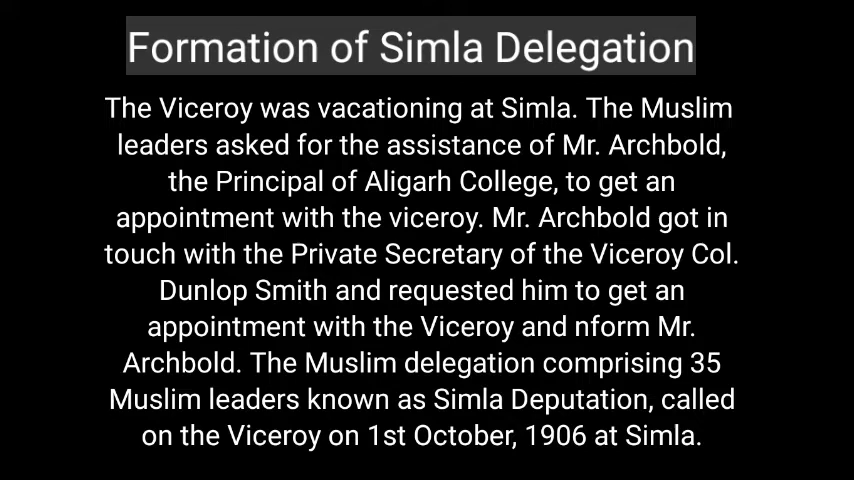 Formation of Simla Delegation
The Viceroy was vacationing at Simla. The Muslim
leaders asked for the assistance of Mr. Archbold,
the Principal of Aligarh College, to get an
appointment with the viceroy. Mr. Archbold got in
touch with the Private Secretary of the Viceroy Col.
Dunlop Smith and requested him to get an
appointment with the Viceroy and nform Mr.
Archbold. The Muslim delegation comprising 35
Muslim leaders known as Simla Deputation, called
on the Viceroy on 1st October, 1906 at Simla.